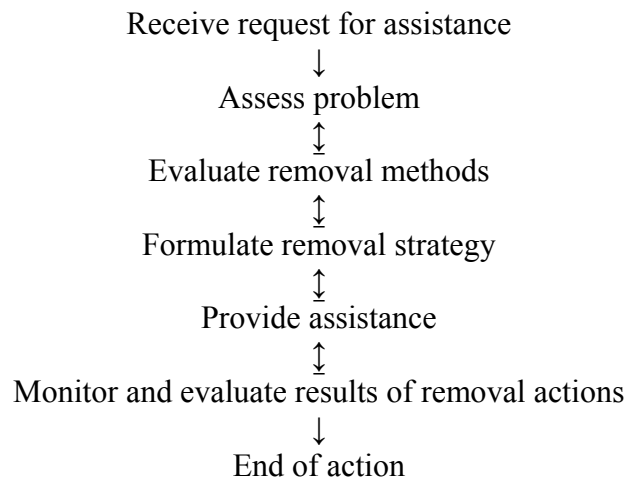 Receive request for assistance
↓
Assess problem
↕
Evaluate removal methods
↕
Formulate removal strategy
↕
Provide assistance
↕
Monitor and evaluate results of removal actions
↓
End of action